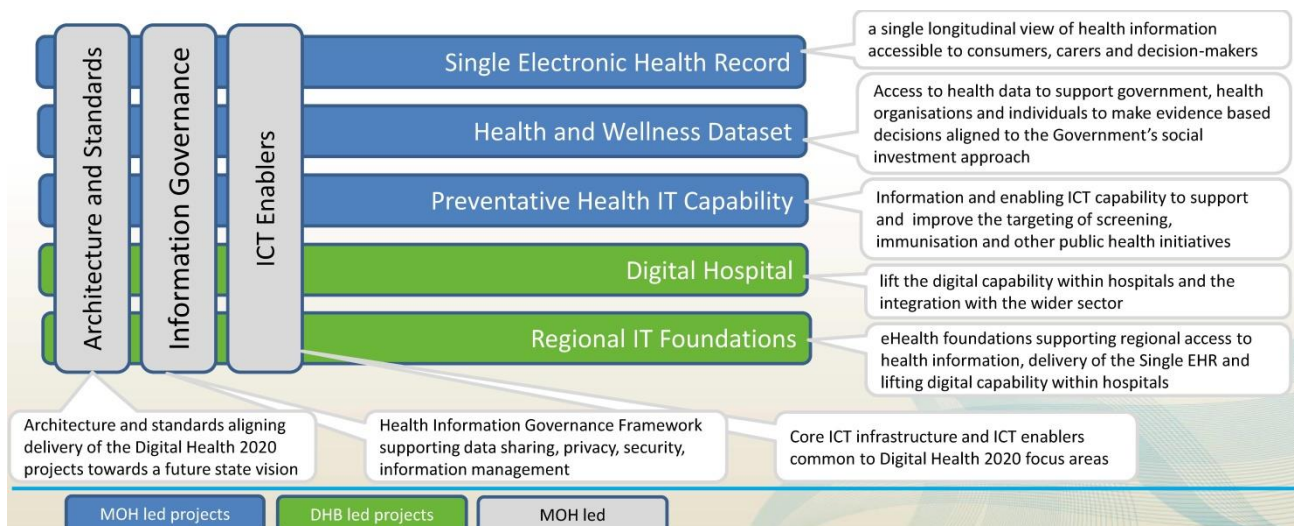 Architecture and Standards
Information Governance
ICT Enablers
Single Electronic Health Record
a single longitudinal view of health information
accessible to consumers, carers and decision-makers
Health and Wellness Dataset
Access to health data to support government, health
organisations and individuals to make evidence based
decisions aligned to the Government's social
investment approach
Preventative Health IT Capability
Information and enabling ICT capability to support
and improve the targeting of screening,
immunisation and other public health initiatives
Digital Hospital
lift the digital capability within hospitals and the
integration with the wider sector
Regional IT Foundations
eHealth foundations supporting regional access to
health information, delivery of the Single EHR and
lifting digital capability within hospitals
Architecture and standards aligning
delivery of the Digital Health 2020
projects towards a future state vision
Health Information Governance Framework
supporting data sharing, privacy, security,
information management
Core ICT infrastructure and ICT enablers
common to Digital Health 2020 focus areas
MOH led projects
DHB led projects
MOH led